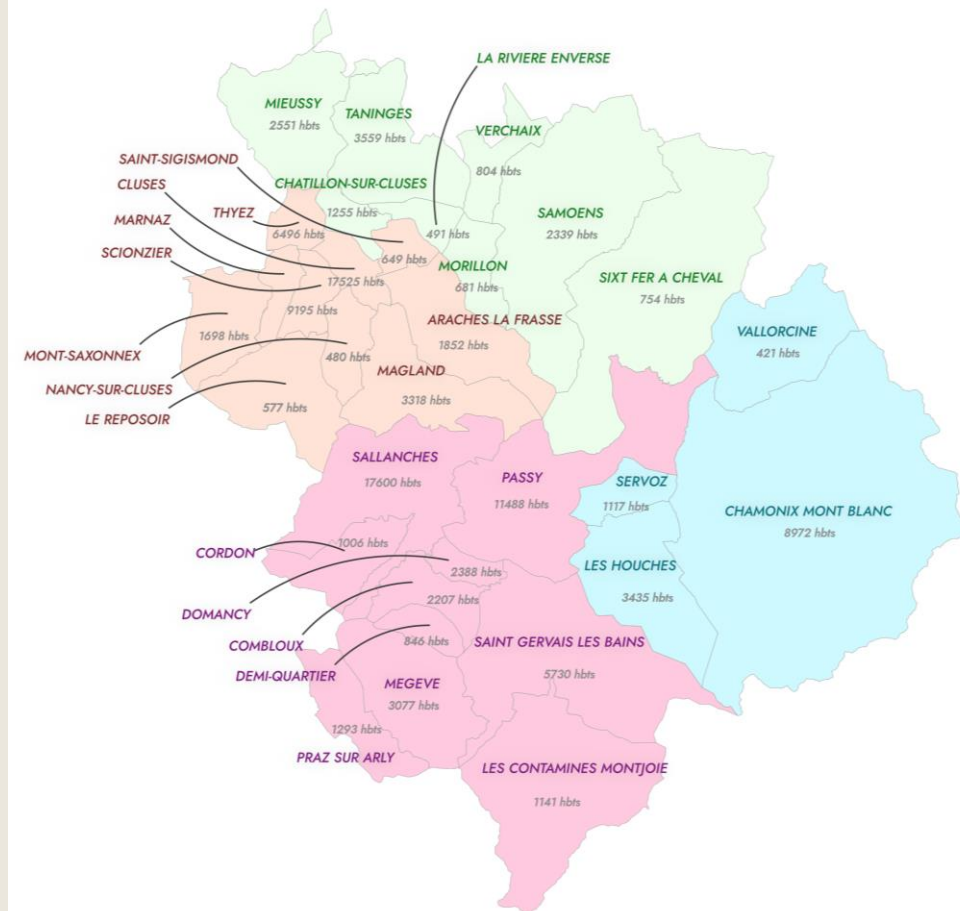 LA RIVIERE ENVERSE
MIEUSSY
2551 hbts
TANINGES
3559 hbts
VERCHAIX
804 hbts
SAINT-SIGISMOND
CLUSES
CHATILLON-SUR-CLUSES
1255 hbts
THYEZ
6496 hbts
MARNAZ
SCIONZIER
SAMOENS
2339 hbts
491 hbts
649 hbts
MORILLON
681 hbts
SIXT FER A CHEVAL
754 hbts
17525 hbts
9195 hbts
ARACHES LA FRASSE
1852 hbts
VALLORCINE
421 hbts
1698 hbts
MONT-SAXONNEX
480 hbts
NANCY-SUR-CLUSES
MAGLAND
3318 hbts
577 hbts
LE REPOSOIR
SALLANCHES
17600 hbts
PASSY
11488 hbts
SERVOZ
1117 hbts
CHAMONIX MONT BLANC
8972 hbts
1006 hbts
CORDON
LES HOUCHES
3435 hbts
2388 hbts
DOMANCY
2207 hbts
COMBLOUX
846 hbts
DEMI-QUARTIER
SAINT GERVAIS LES BAINS
5730 hbts
MEGEVE
3077 hbts
1293 hbts
PRAZ SUR ARLY
LES CONTAMINES MONTJOIE
1141 hbts